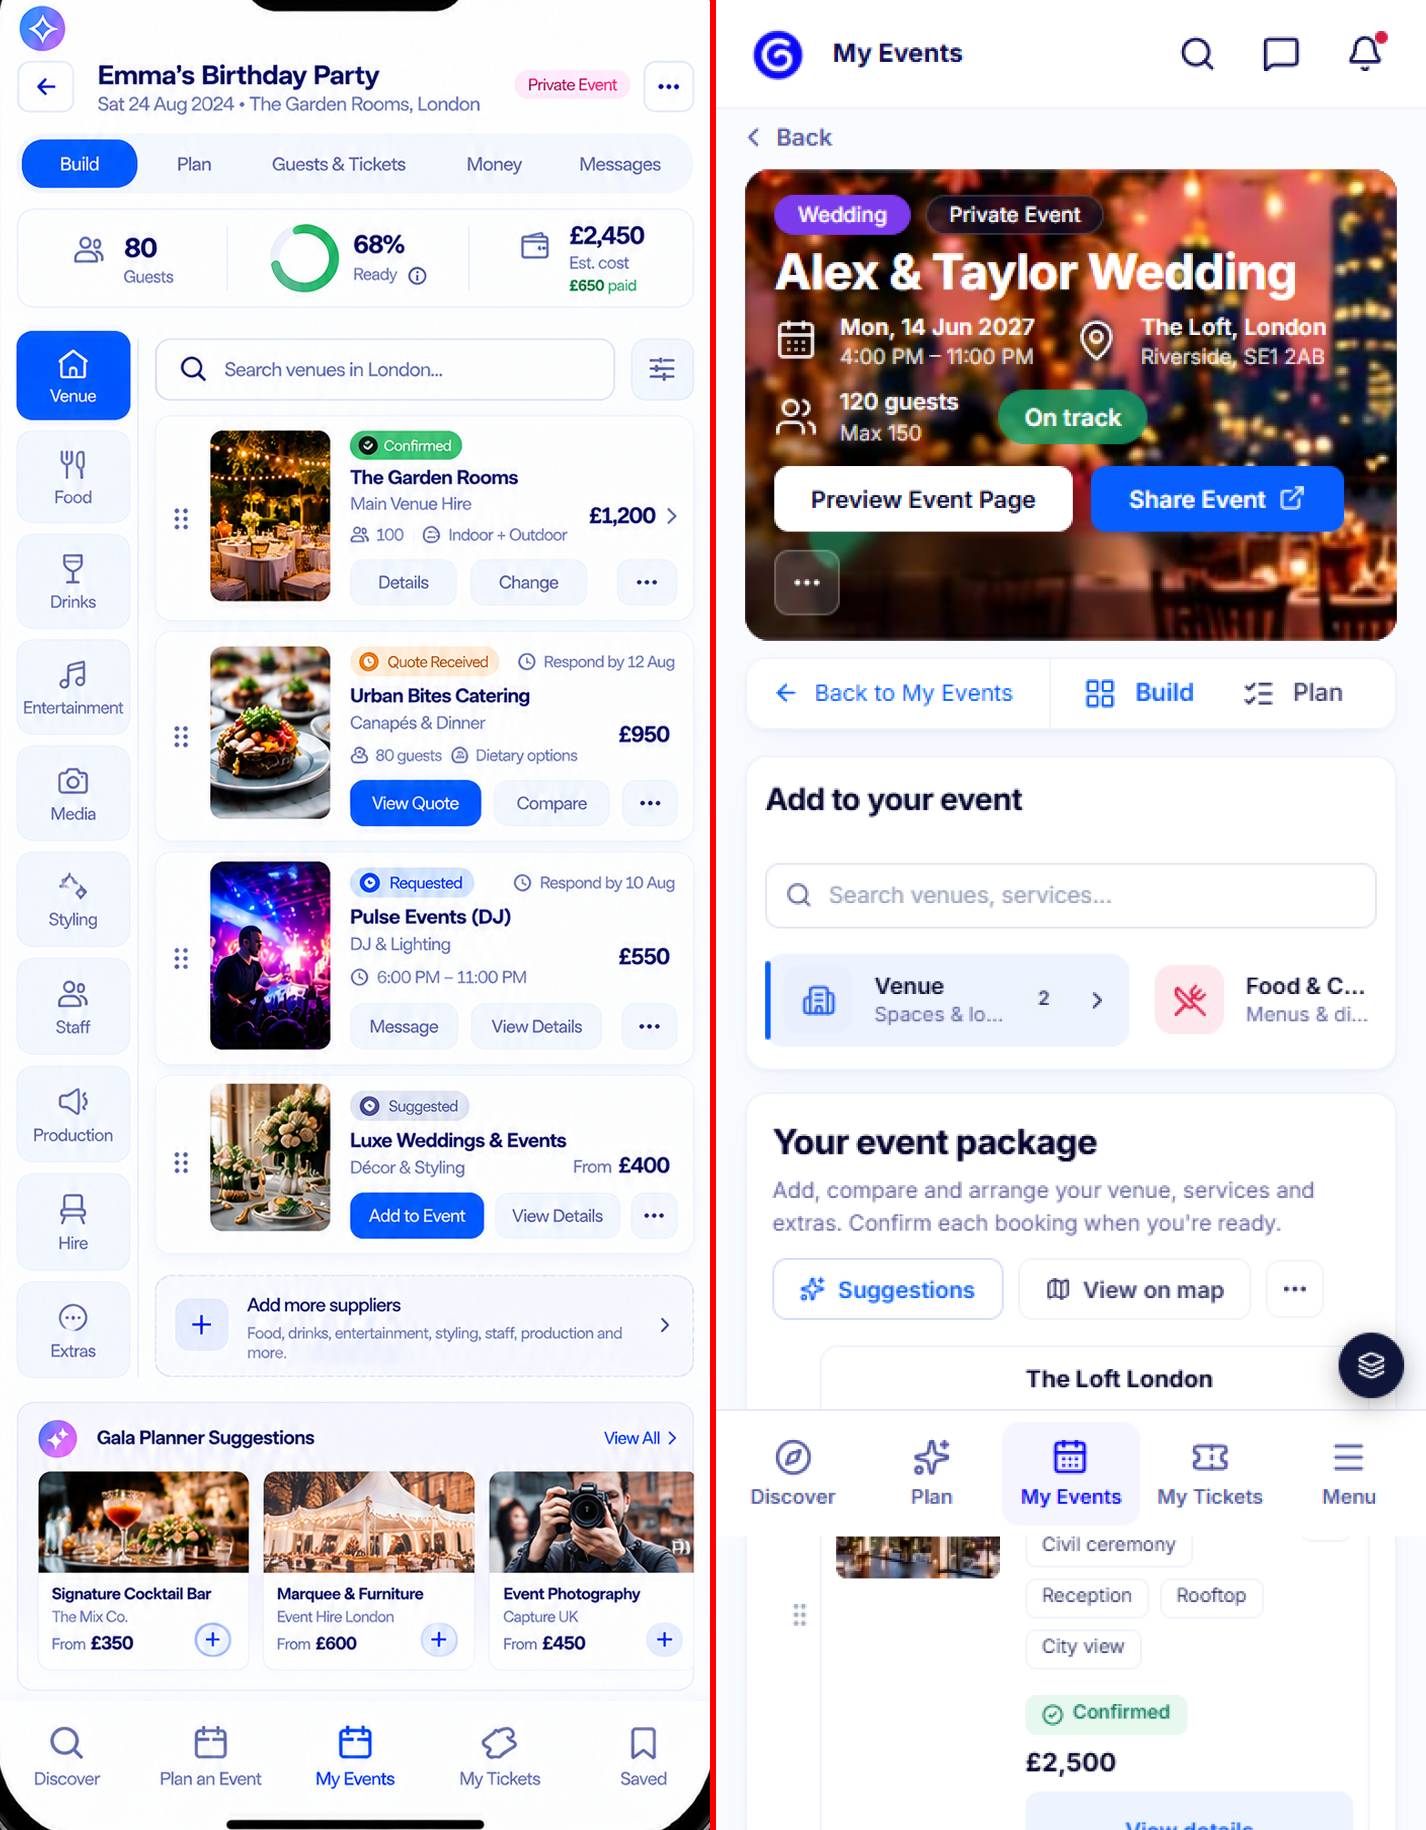 Emma's Birthday Party
Sat 24 Aug 2024 • The Garden Rooms, London
Private Event
Build
Plan
Guests & Tickets
Money
Messages
80
Guests
68%
Ready
£2,450
Est. cost
£650 paid
Venue
Food
Drinks
Entertainment
Media
Styling
Staff
Production
Hire
Extras
Search venues in London...
Confirmed
The Garden Rooms
Main Venue Hire
£1,200
100
Indoor + Outdoor
Details
Change
Quote Received
Respond by 12 Aug
Urban Bites Catering
Canapés & Dinner
£950
80 guests
Dietary options
View Quote
Compare
Requested
Respond by 10 Aug
Pulse Events (DJ)
DJ & Lighting
£550
6:00 PM – 11:00 PM
Message
View Details
Suggested
Luxe Weddings & Events
Décor & Styling
From £400
Add to Event
View Details
Add more suppliers
Food, drinks, entertainment, styling, staff, production and
more.
Gala Planner Suggestions
View All
Signature Cocktail Bar
The Mix Co.
From £350
Marquee & Furniture
Event Hire London
From £600
Event Photography
Capture UK
From £450
Discover
Plan an Event
My Events
My Tickets
Saved
My Events
Back
Wedding
Private Event
Alex & Taylor Wedding
Mon, 14 Jun 2027
4:00 PM – 11:00 PM
The Loft, London
Riverside, SE1 2AB
120 guests
Max 150
On track
Preview Event Page
Share Event
Back to My Events
Build
Plan
Add to your event
Search venues, services...
Venue
Spaces & lo...
2
Food & C...
Menus & di...
Your event package
Add, compare and arrange your venue, services and
extras. Confirm each booking when you're ready.
Suggestions
View on map
The Loft London
Discover
Plan
My Events
My Tickets
Menu
Civil ceremony
Reception
Rooftop
City view
Confirmed
£2,500
View details